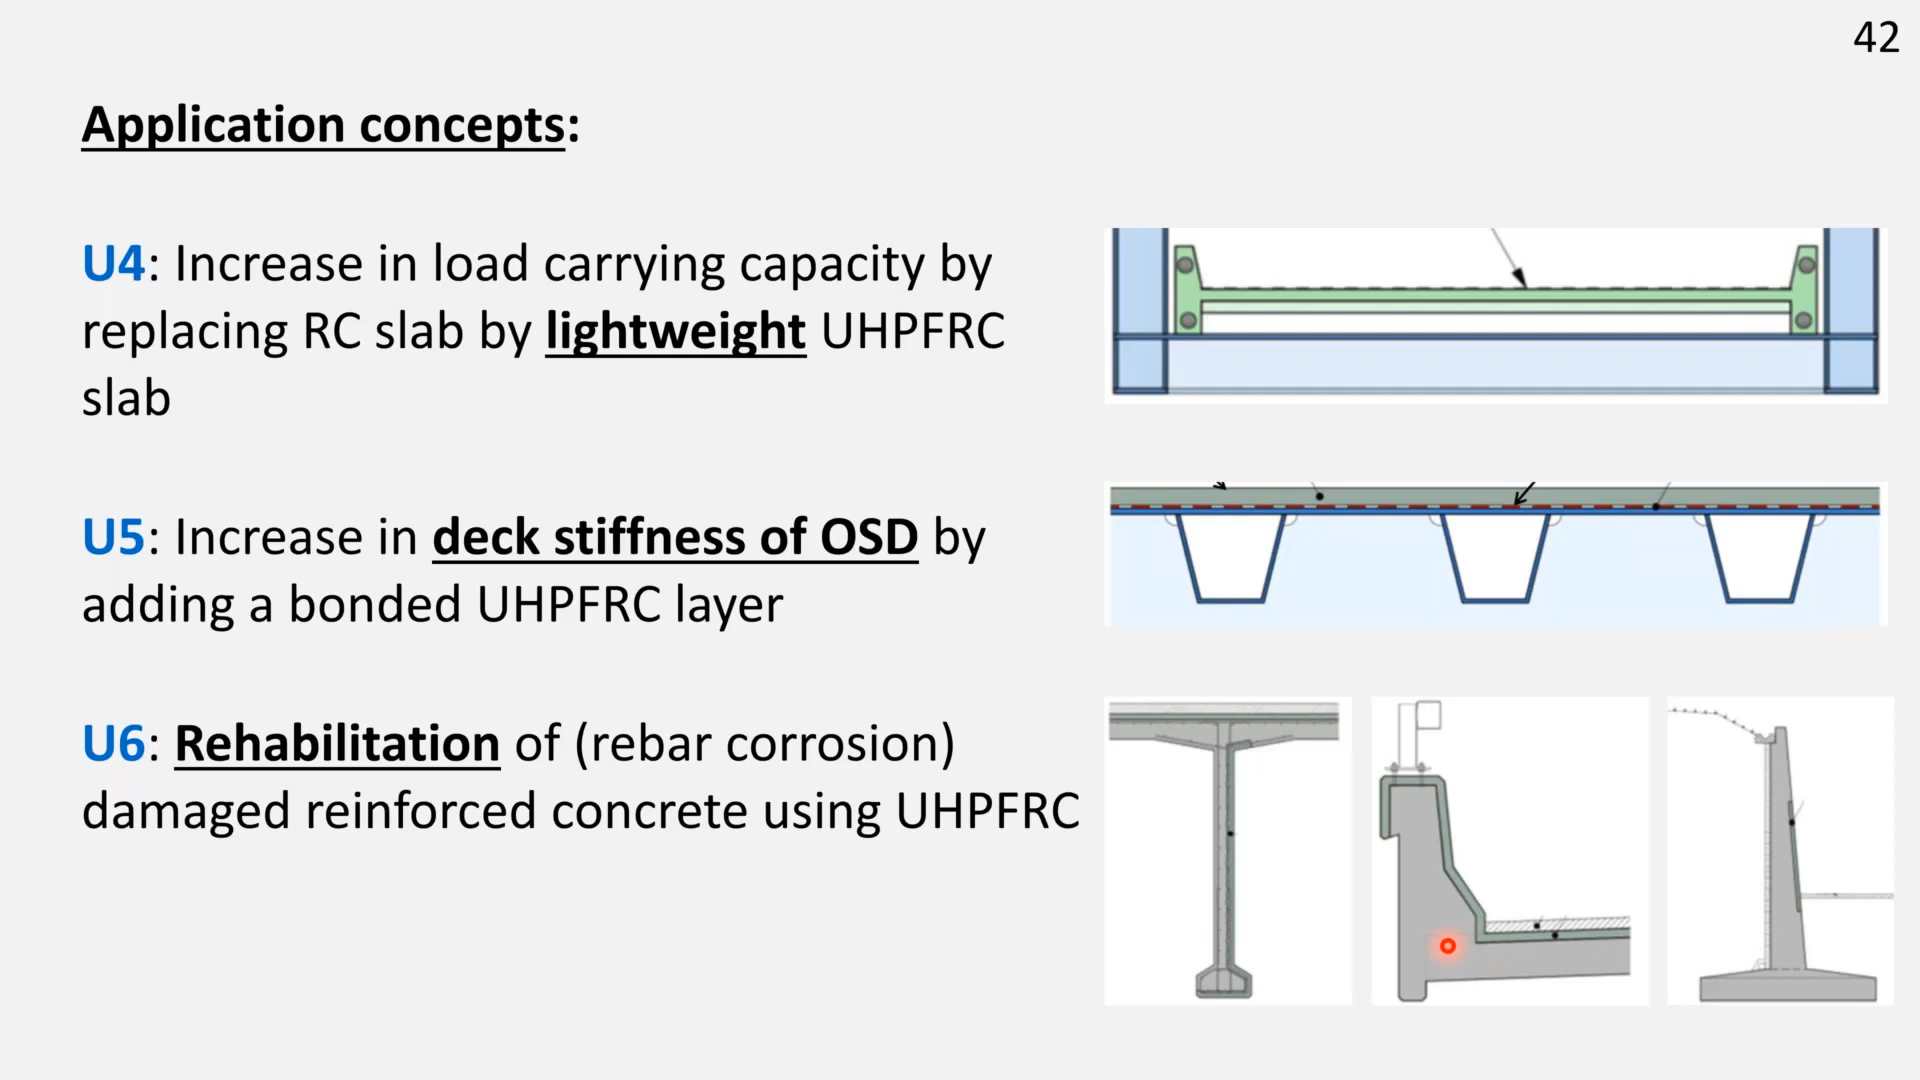 42
Application concepts:
U4: Increase in load carrying capacity by
replacing RC slab by lightweight UHPFRC
slab
U5: Increase in deck stiffness of OSD by
adding a bonded UHPFRC layer
U6: Rehabilitation of (rebar corrosion)
damaged reinforced concrete using UHPFRC